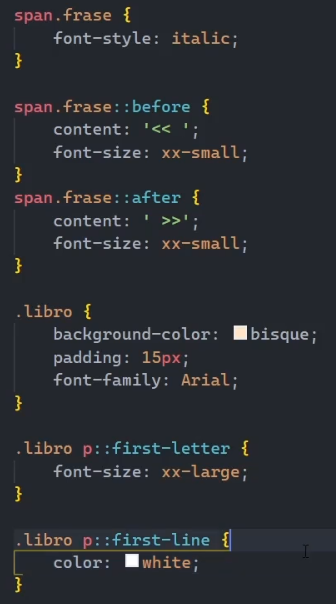 span.frase {
    font-style: italic;
}

span.frase::before {
    content: '<< ';
    font-size: xx-small;
}
span.frase::after {
    content: ' >>';
    font-size: xx-small;
}

.libro {
    background-color: bisque;
    padding: 15px;
    font-family: Arial;
}

.libro p::first-letter {
    font-size: xx-large;
}

.libro p::first-line {
    color: white;
}